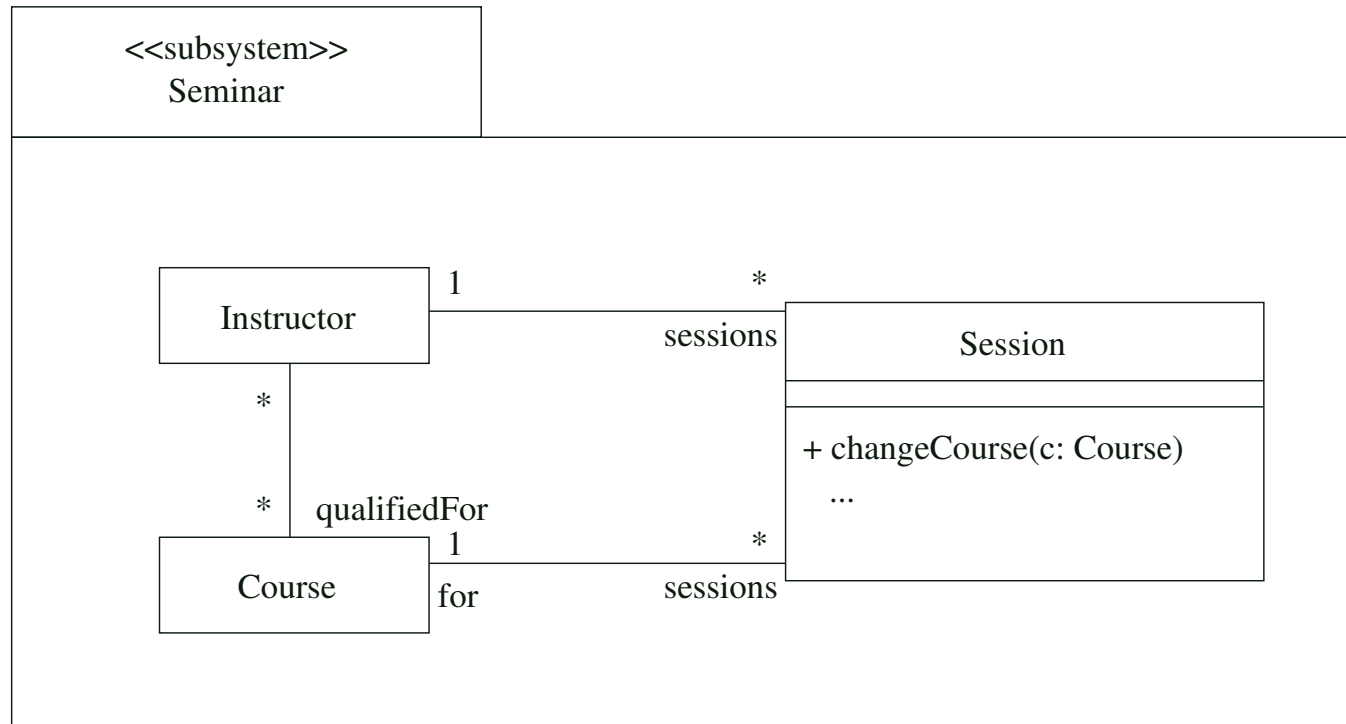 <<subsystem>>
Seminar
Instructor
1
*
sessions
Session
+ changeCourse(c: Course)
...
*
*
qualifiedFor
Course
1
for
*
sessions